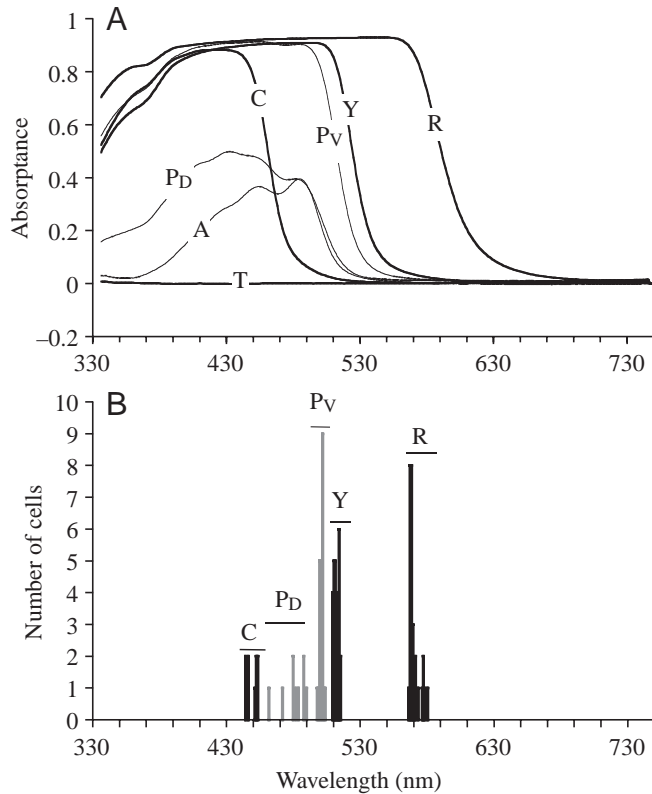 A
1
0.8
0.6
0.4
0.2
0
–0.2
Absorptance
C
Y
R
PV
PD
A
T
330 430 530 630 730
B
10
9
8
7
6
5
4
3
2
1
0
Number of cells
PV
R
Y
PD
C
330 430 530 630 730
Wavelength (nm)